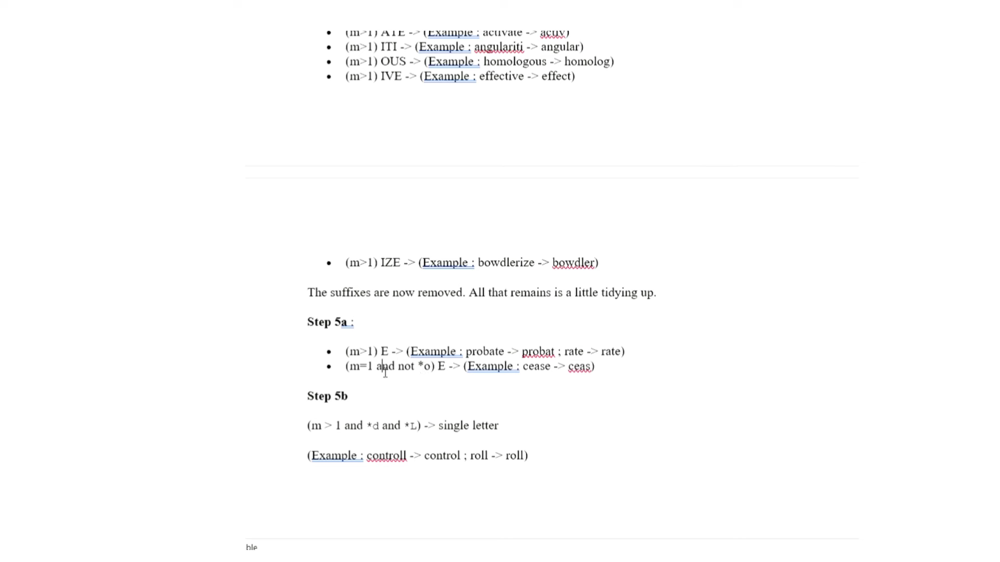 (m>1) ATE -> (Example : activate -> activ)
(m>1) ITI -> (Example : angulariti -> angular)
(m>1) OUS -> (Example : homologous -> homolog)
(m>1) IVE -> (Example : effective -> effect)
(m>1) IZE -> (Example : bowdlerize -> bowdler)
The suffixes are now removed. All that remains is a little tidying up.
Step 5a :
(m>1) E -> (Example : probate -> probat ; rate -> rate)
(m=1 and not *o) E -> (Example : cease -> ceas)
Step 5b
(m > 1 and *d and *L) -> single letter
(Example : controll -> control ; roll -> roll)
ble